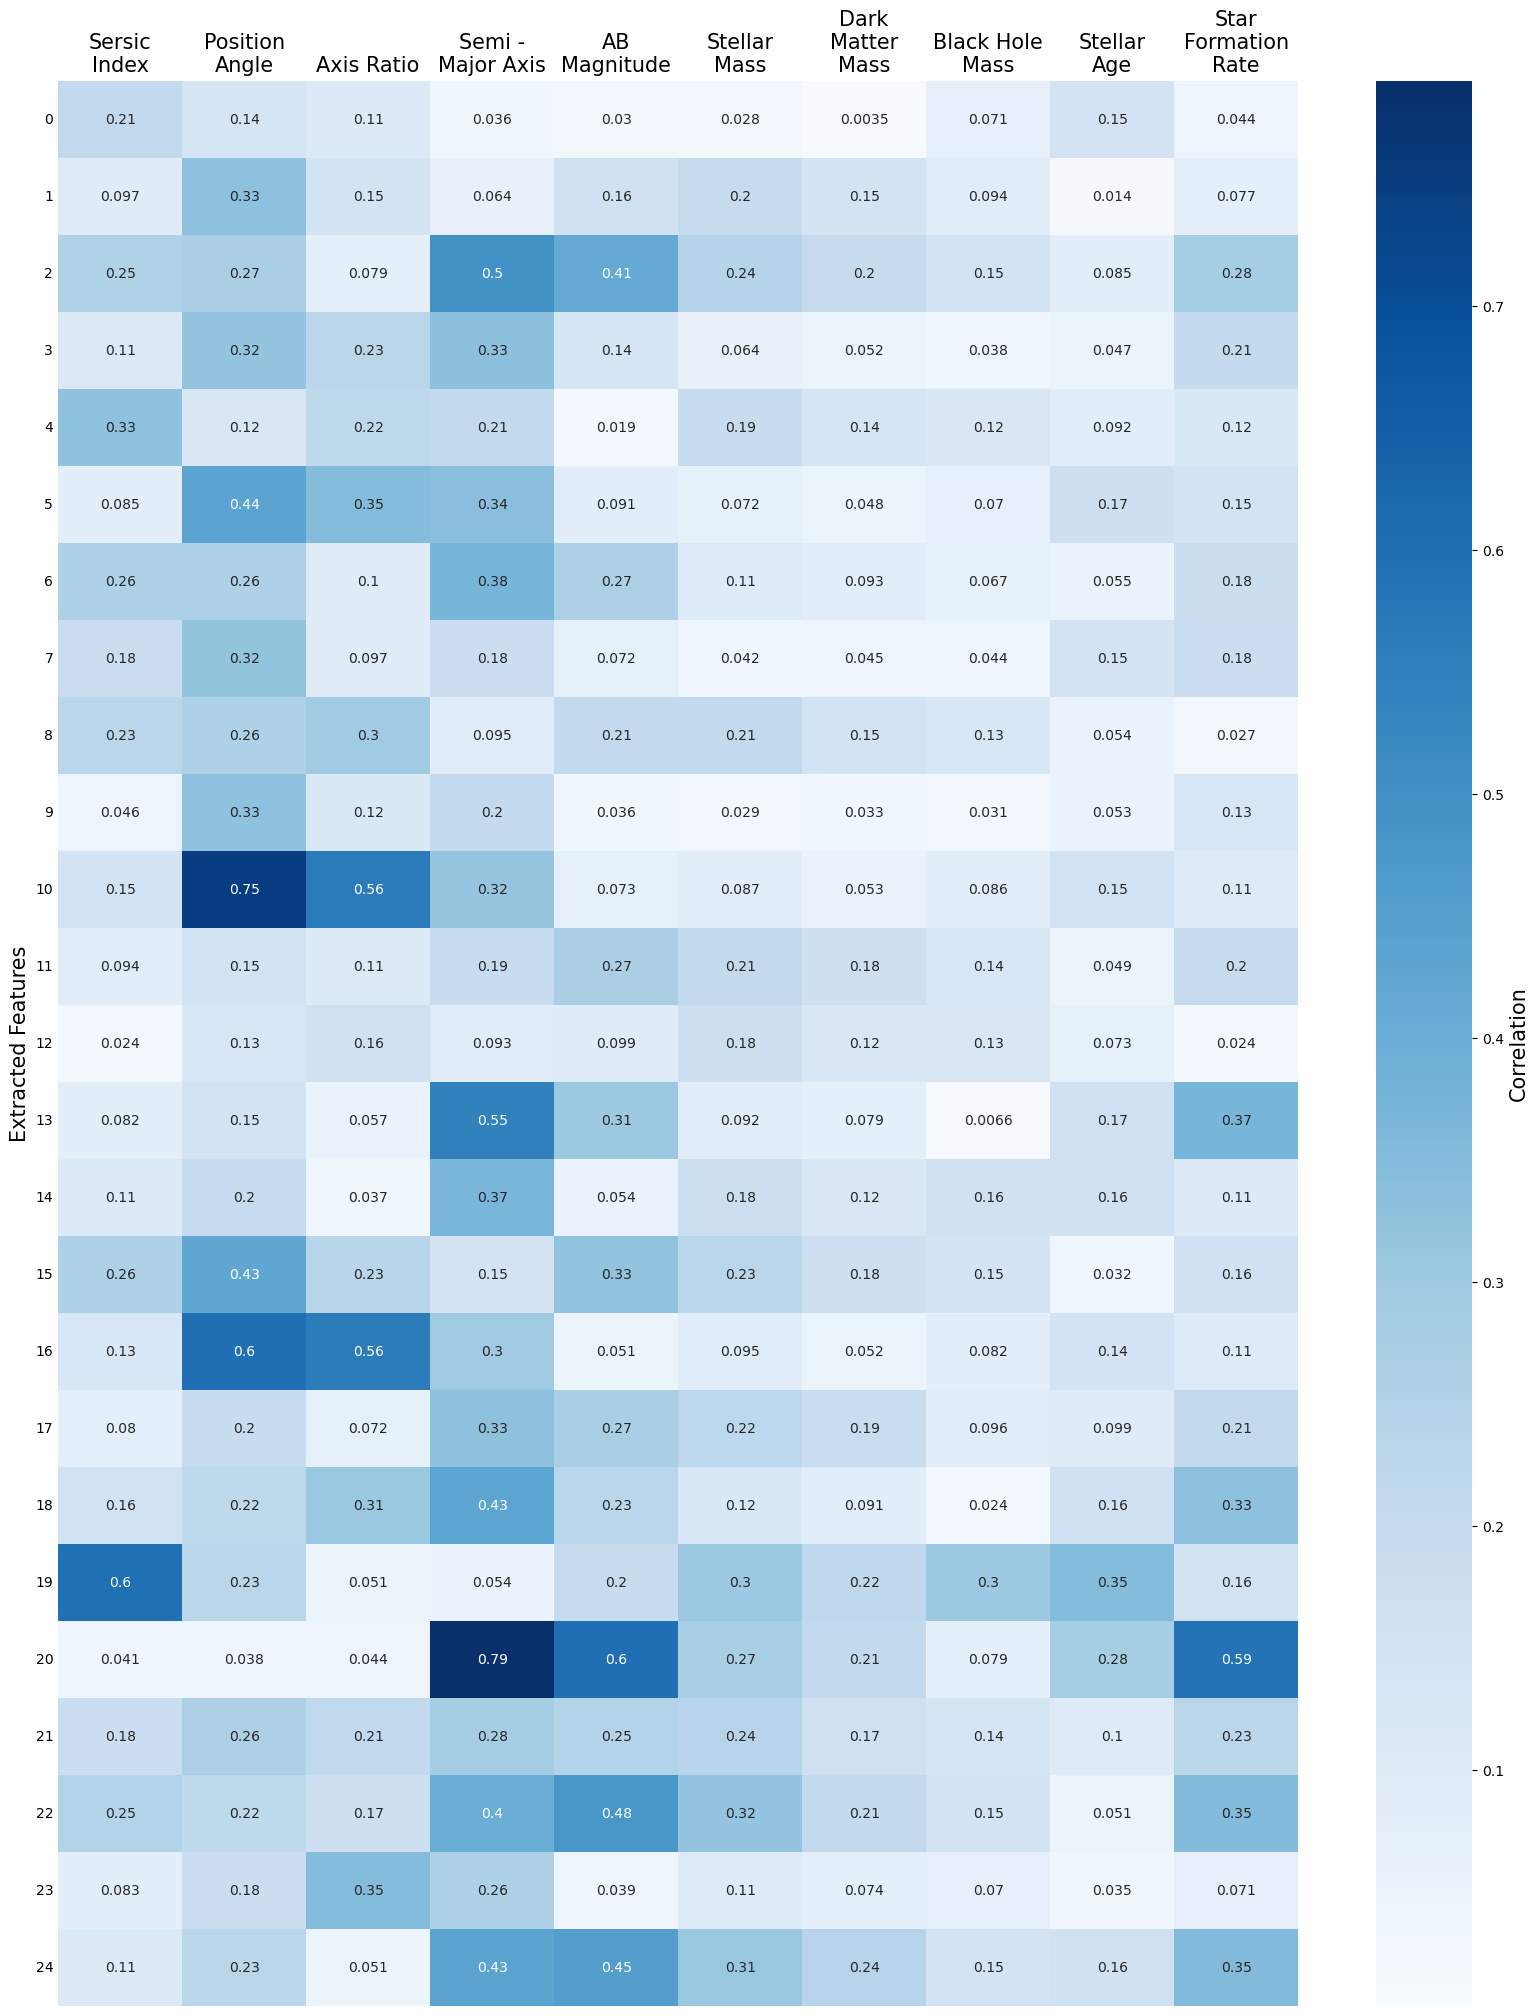 Dark
Star
Sersic
Position
Semi -
AB
Stellar
Matter
Black Hole
Stellar
Formation
Index
Angle
Axis Ratio
Major Axis
Magnitude
Mass
Mass
Mass
Age
Rate
0 0.21 0.14 0.11 0.036 0.03 0.028 0.0035 0.071 0.15 0.044
1 0.097 0.33 0.15 0.064 0.16 0.2 0.15 0.094 0.014 0.077
2 0.25 0.27 0.079 0.5 0.41 0.24 0.2 0.15 0.085 0.28
3 0.11 0.32 0.23 0.33 0.14 0.064 0.052 0.038 0.047 0.21
4 0.33 0.12 0.22 0.21 0.019 0.19 0.14 0.12 0.092 0.12
5 0.085 0.44 0.35 0.34 0.091 0.072 0.048 0.07 0.17 0.15
6 0.26 0.26 0.1 0.38 0.27 0.11 0.093 0.067 0.055 0.18
7 0.18 0.32 0.097 0.18 0.072 0.042 0.045 0.044 0.15 0.18
8 0.23 0.26 0.3 0.095 0.21 0.21 0.15 0.13 0.054 0.027
9 0.046 0.33 0.12 0.2 0.036 0.029 0.033 0.031 0.053 0.13
10 0.15 0.75 0.56 0.32 0.073 0.087 0.053 0.086 0.15 0.11
11 0.094 0.15 0.11 0.19 0.27 0.21 0.18 0.14 0.049 0.2
12 0.024 0.13 0.16 0.093 0.099 0.18 0.12 0.13 0.073 0.024
13 0.082 0.15 0.057 0.55 0.31 0.092 0.079 0.0066 0.17 0.37
14 0.11 0.2 0.037 0.37 0.054 0.18 0.12 0.16 0.16 0.11
15 0.26 0.43 0.23 0.15 0.33 0.23 0.18 0.15 0.032 0.16
16 0.13 0.6 0.56 0.3 0.051 0.095 0.052 0.082 0.14 0.11
17 0.08 0.2 0.072 0.33 0.27 0.22 0.19 0.096 0.099 0.21
18 0.16 0.22 0.31 0.43 0.23 0.12 0.091 0.024 0.16 0.33
19 0.6 0.23 0.051 0.054 0.2 0.3 0.22 0.3 0.35 0.16
20 0.041 0.038 0.044 0.79 0.6 0.27 0.21 0.079 0.28 0.59
21 0.18 0.26 0.21 0.28 0.25 0.24 0.17 0.14 0.1 0.23
22 0.25 0.22 0.17 0.4 0.48 0.32 0.21 0.15 0.051 0.35
23 0.083 0.18 0.35 0.26 0.039 0.11 0.074 0.07 0.035 0.071
24 0.11 0.23 0.051 0.43 0.45 0.31 0.24 0.15 0.16 0.35
Extracted Features
0.7
0.6
0.5
0.4
0.3
0.2
0.1
Correlation